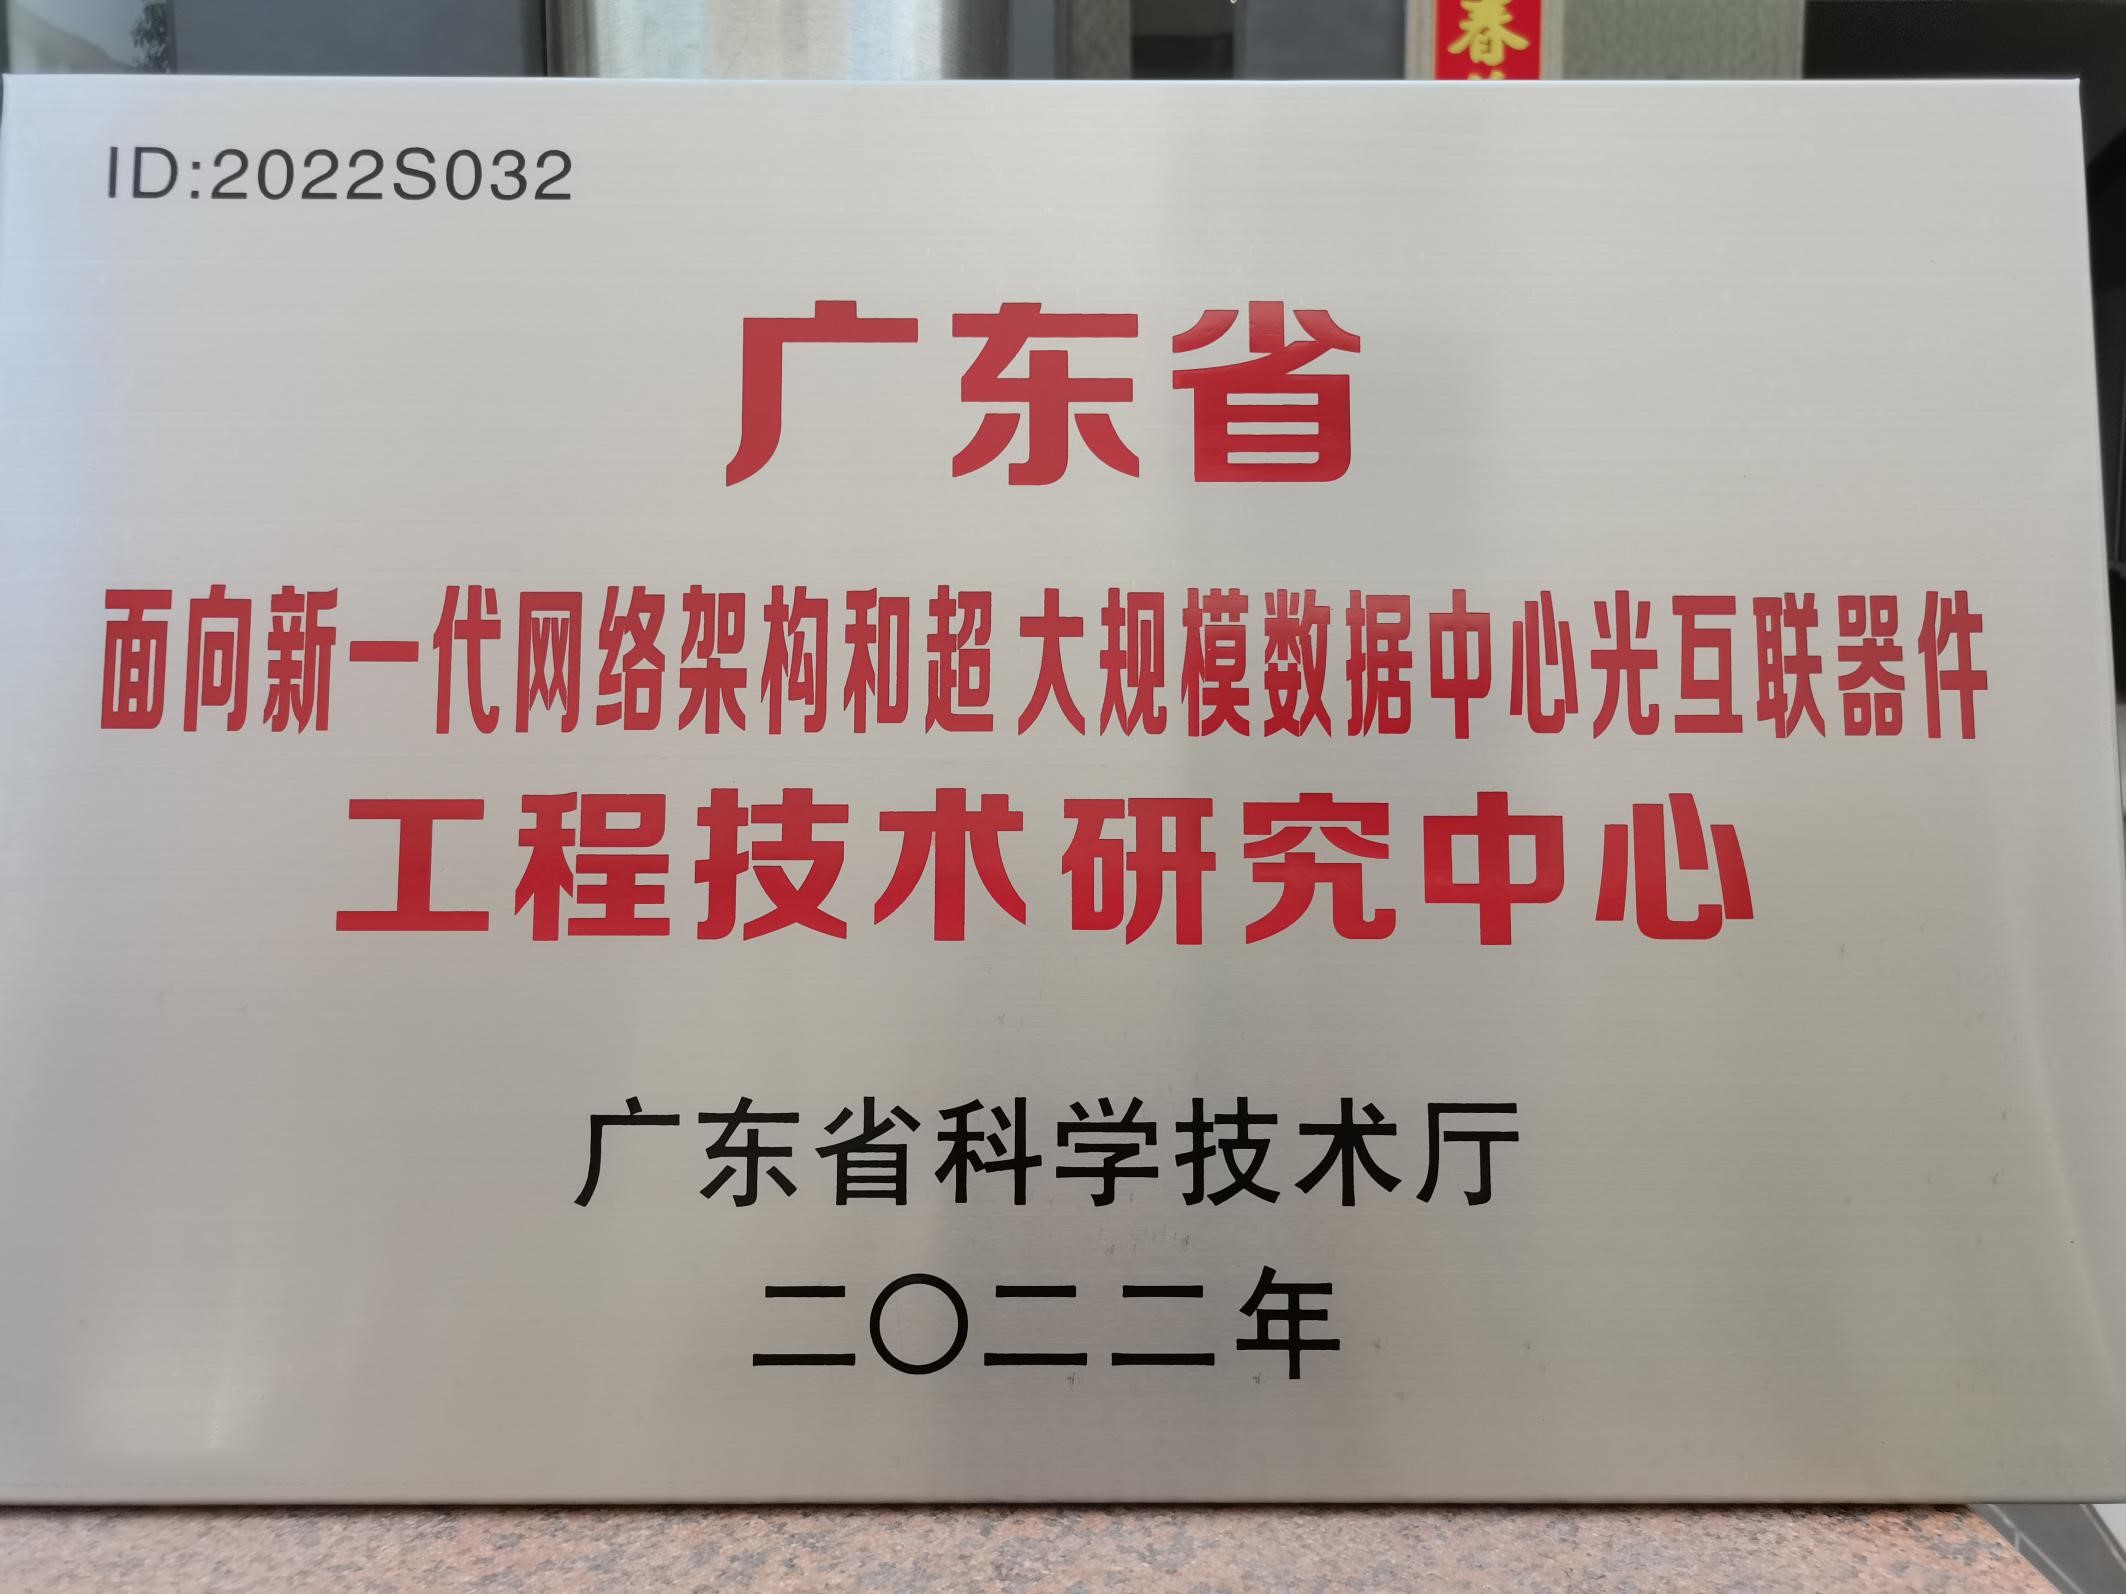 春
ID:2022S032
广东省
面向新一代网络架构和超大规模数据中心光互联器件
工程技术研究中心
广东省科学技术厅
二〇二二年